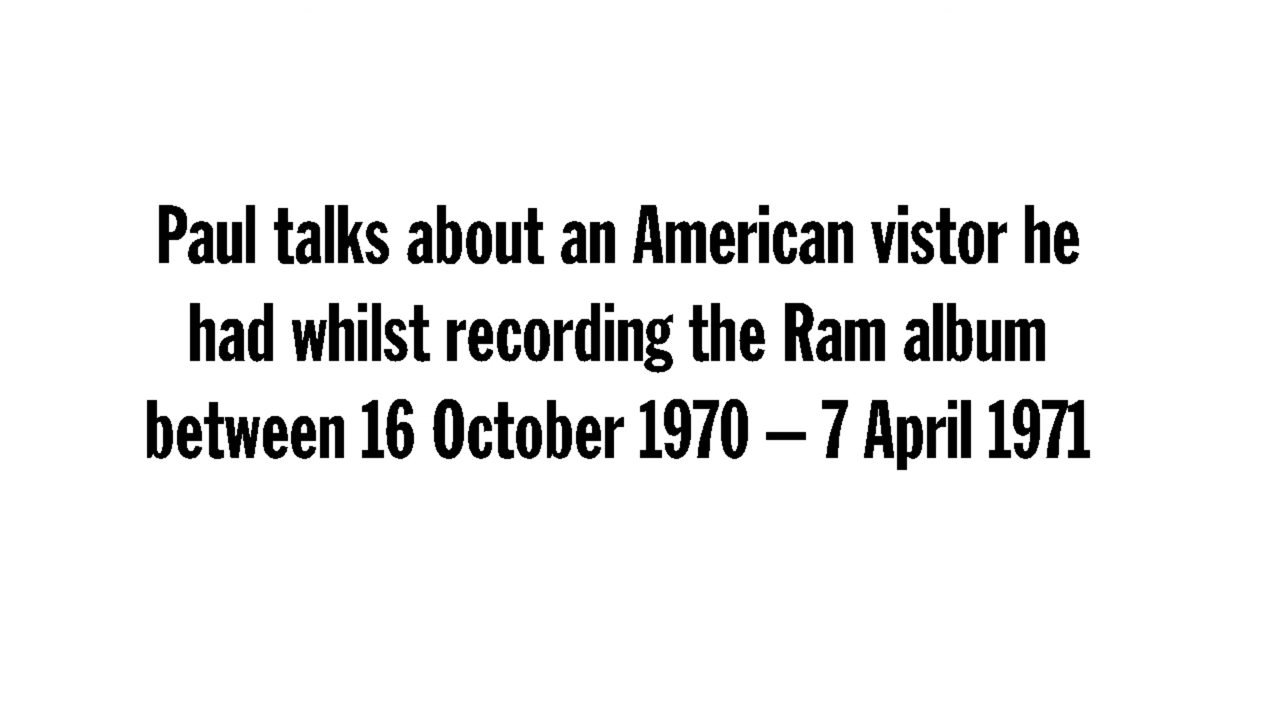 Paul talks about an American vistor he
had whilst recording the Ram album
between 16 October 1970 – 7 April 1971